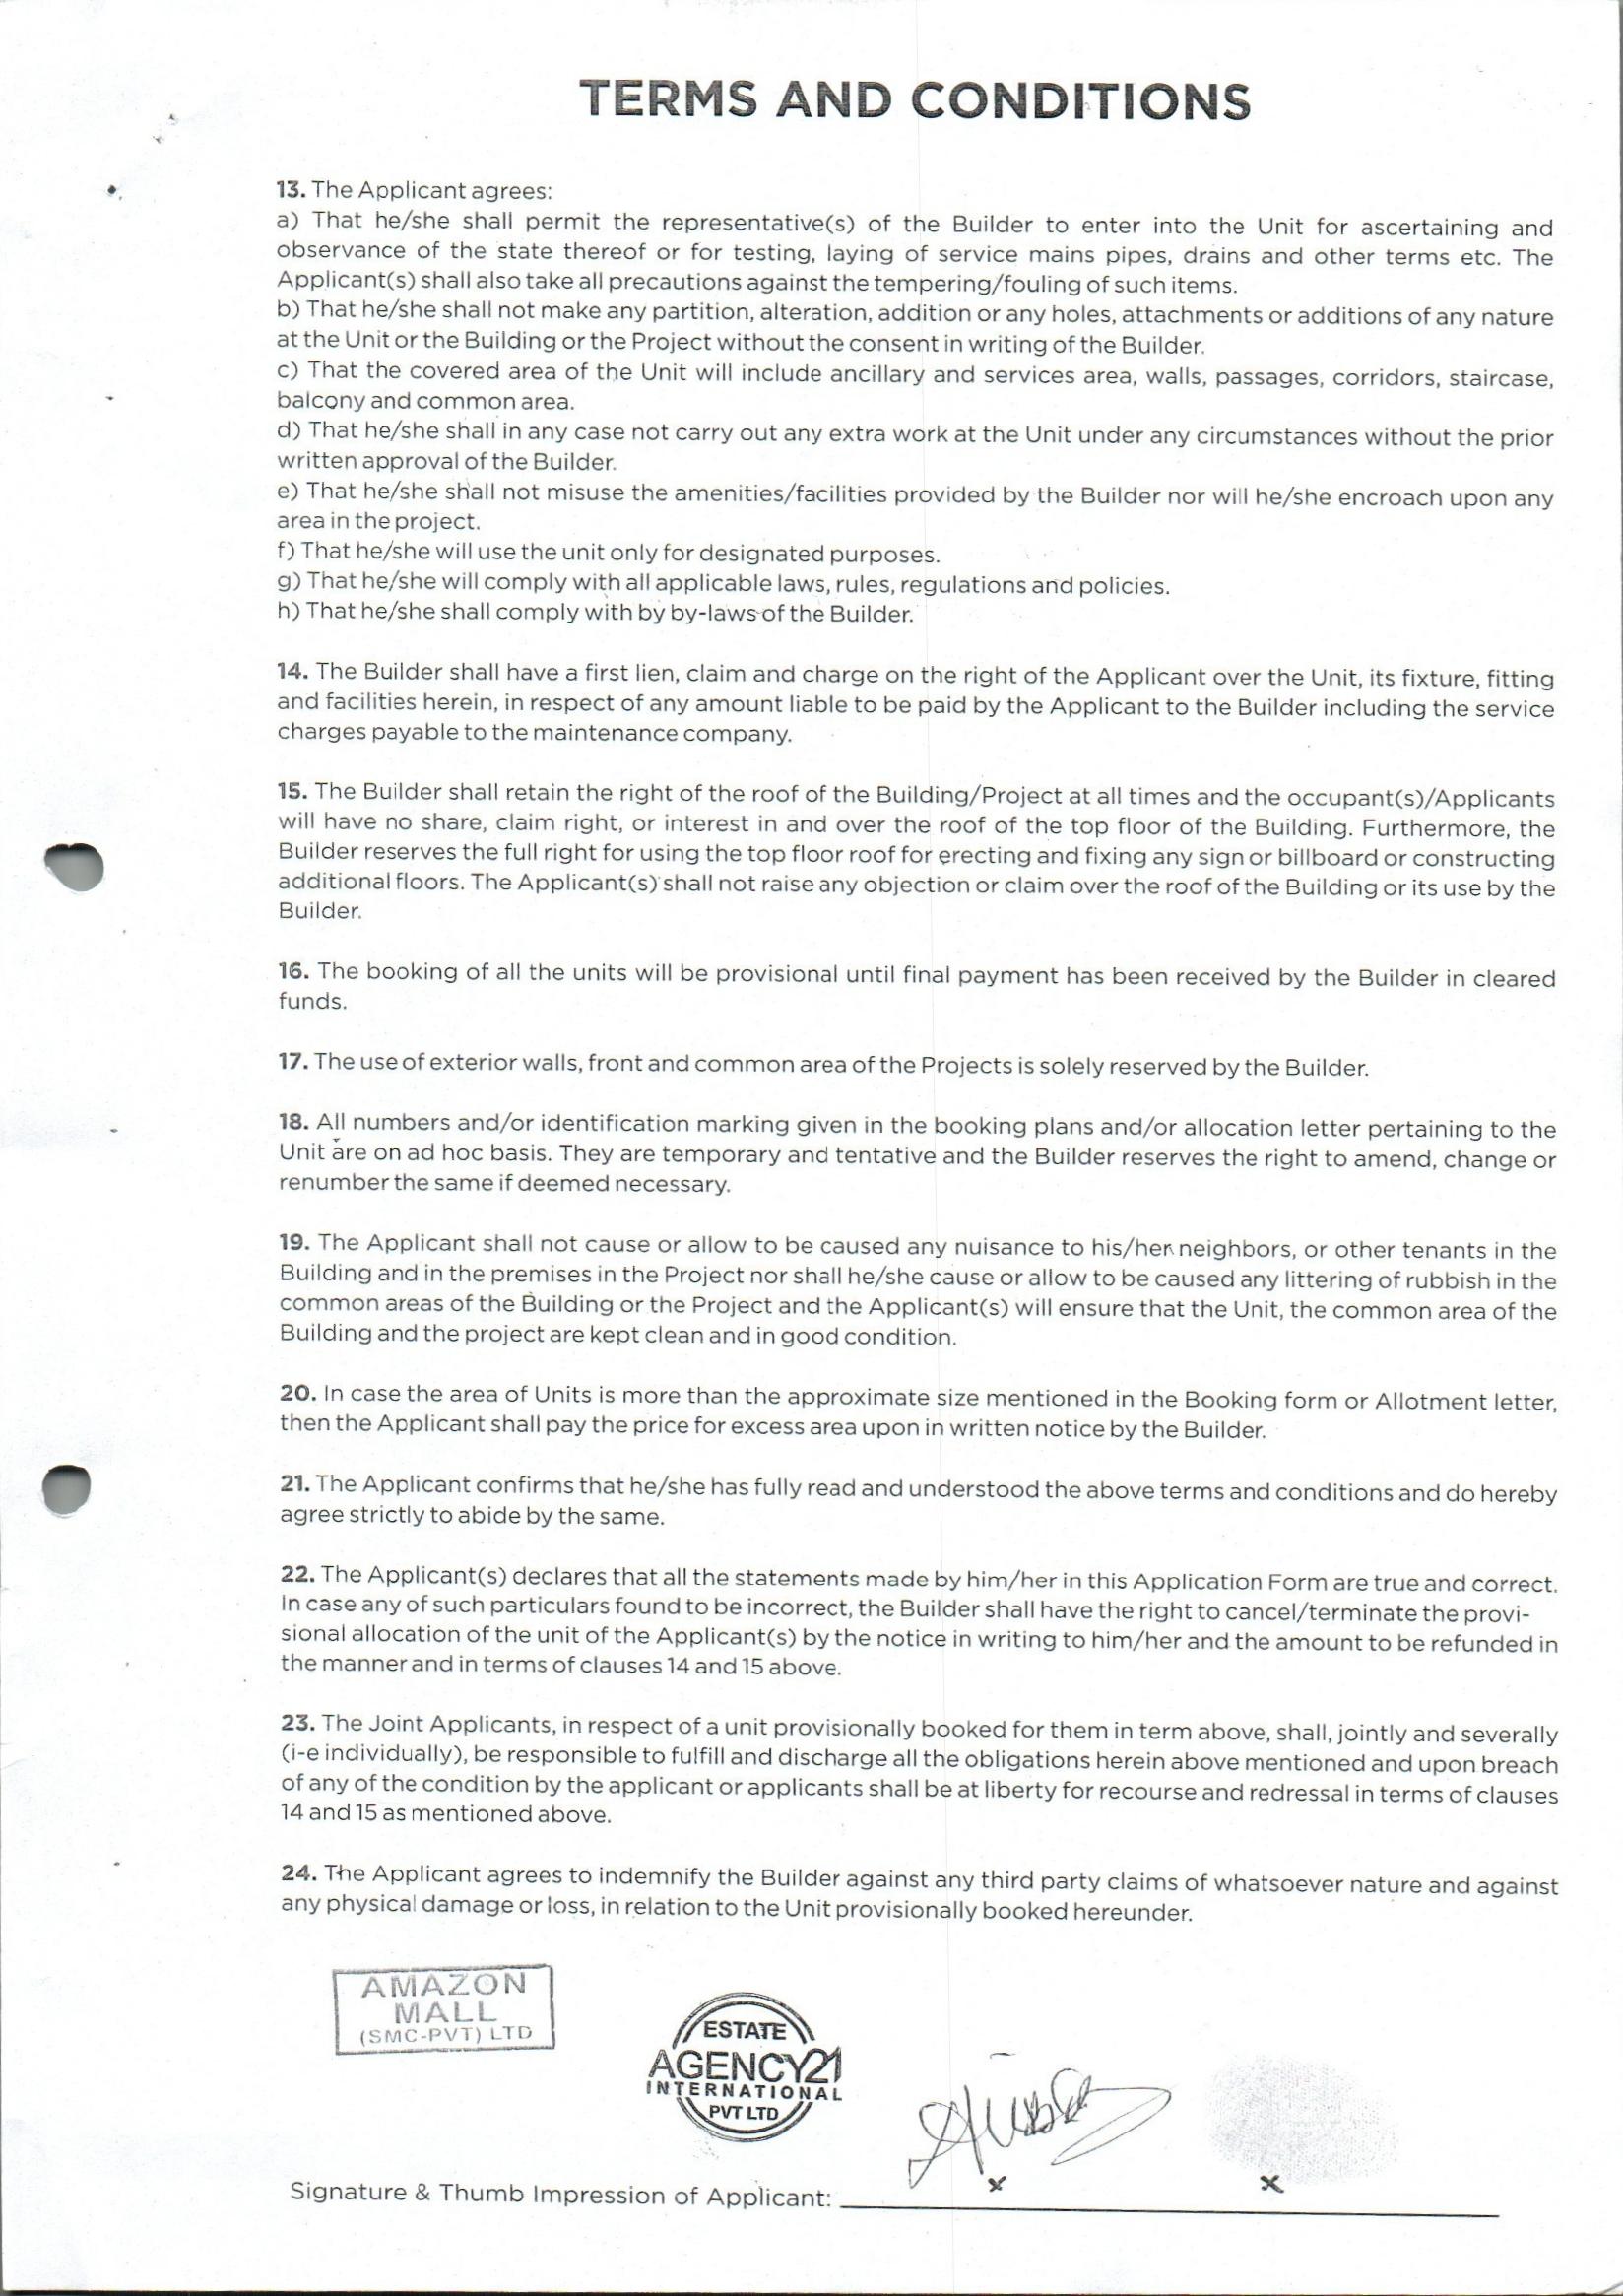 TERMS AND CONDITIONS
13. The Applicant agrees:
a) That he/she shall permit the representative(s) of the Builder to enter into the Unit for ascertaining and
observance of the state thereof or for testing, laying of service mains pipes, drains and other terms etc. The
Applicant(s) shall also take all precautions against the tempering/fouling of such items.
b) That he/she shall not make any partition, alteration, addition or any holes, attachments or additions of any nature
at the Unit or the Building or the Project without the consent in writing of the Builder.
c) That the covered area of the Unit will include ancillary and services area, walls, passages, corridors, staircase,
balcony and common area.
d) That he/she shall in any case not carry out any extra work at the Unit under any circumstances without the prior
written approval of the Builder.
e) That he/she shall not misuse the amenities/facilities provided by the Builder nor will he/she encroach upon any
area in the project.
f) That he/she will use the unit only for designated purposes.
g) That he/she will comply with all applicable laws, rules, regulations and policies.
h) That he/she shall comply with by by-laws of the Builder.
14. The Builder shall have a first lien, claim and charge on the right of the Applicant over the Unit, its fixture, fitting
and facilities herein, in respect of any amount liable to be paid by the Applicant to the Builder including the service
charges payable to the maintenance company.
15. The Builder shall retain the right of the roof of the Building/Project at all times and the occupant(s)/Applicants
will have no share, claim right, or interest in and over the roof of the top floor of the Building. Furthermore, the
Builder reserves the full right for using the top floor roof for erecting and fixing any sign or billboard or constructing
additional floors. The Applicant(s) shall not raise any objection or claim over the roof of the Building or its use by the
Builder.
16. The booking of all the units will be provisional until final payment has been received by the Builder in cleared
funds.
17. The use of exterior walls, front and common area of the Projects is solely reserved by the Builder.
18. All numbers and/or identification marking given in the booking plans and/or allocation letter pertaining to the
Unit are on ad hoc basis. They are temporary and tentative and the Builder reserves the right to amend, change or
renumber the same if deemed necessary.
19. The Applicant shall not cause or allow to be caused any nuisance to his/her neighbors, or other tenants in the
Building and in the premises in the Project nor shall he/she cause or allow to be caused any littering of rubbish in the
common areas of the Building or the Project and the Applicant(s) will ensure that the Unit, the common area of the
Building and the project are kept clean and in good condition.
20. In case the area of Units is more than the approximate size mentioned in the Booking form or Allotment letter,
then the Applicant shall pay the price for excess area upon in written notice by the Builder.
21. The Applicant confirms that he/she has fully read and understood the above terms and conditions and do hereby
agree strictly to abide by the same.
22. The Applicant(s) declares that all the statements made by him/her in this Application Form are true and correct.
In case any of such particulars found to be incorrect, the Builder shall have the right to cancel/terminate the provi-
sional allocation of the unit of the Applicant(s) by the notice in writing to him/her and the amount to be refunded in
the manner and in terms of clauses 14 and 15 above.
23. The Joint Applicants, in respect of a unit provisionally booked for them in term above, shall, jointly and severally
(i-e individually), be responsible to fulfill and discharge all the obligations herein above mentioned and upon breach
of any of the condition by the applicant or applicants shall be at liberty for recourse and redressal in terms of clauses
14 and 15 as mentioned above.
24. The Applicant agrees to indemnify the Builder against any third party claims of whatsoever nature and against
any physical damage or loss, in relation to the Unit provisionally booked hereunder.
AMAZON
MALL
(SMC-PVT) LTD
ESTATE
AGENCY21
INTERNATIONAL
PVT LTD
x x
Signature & Thumb Impression of Applicant: